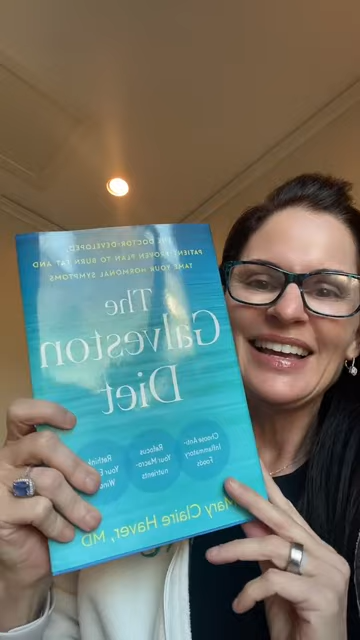 THE DOCTOR-DEVELOPED,
PATIENT-PROVEN PLAN TO BURN FAT AND
TAME YOUR HORMONAL SYMPTOMS
The
Galveston
Diet
Choose Anti-
Inflammatory
Foods
Refocus
Your Macro-
nutrients
Rethink
Your
Mary Claire Haver, MD